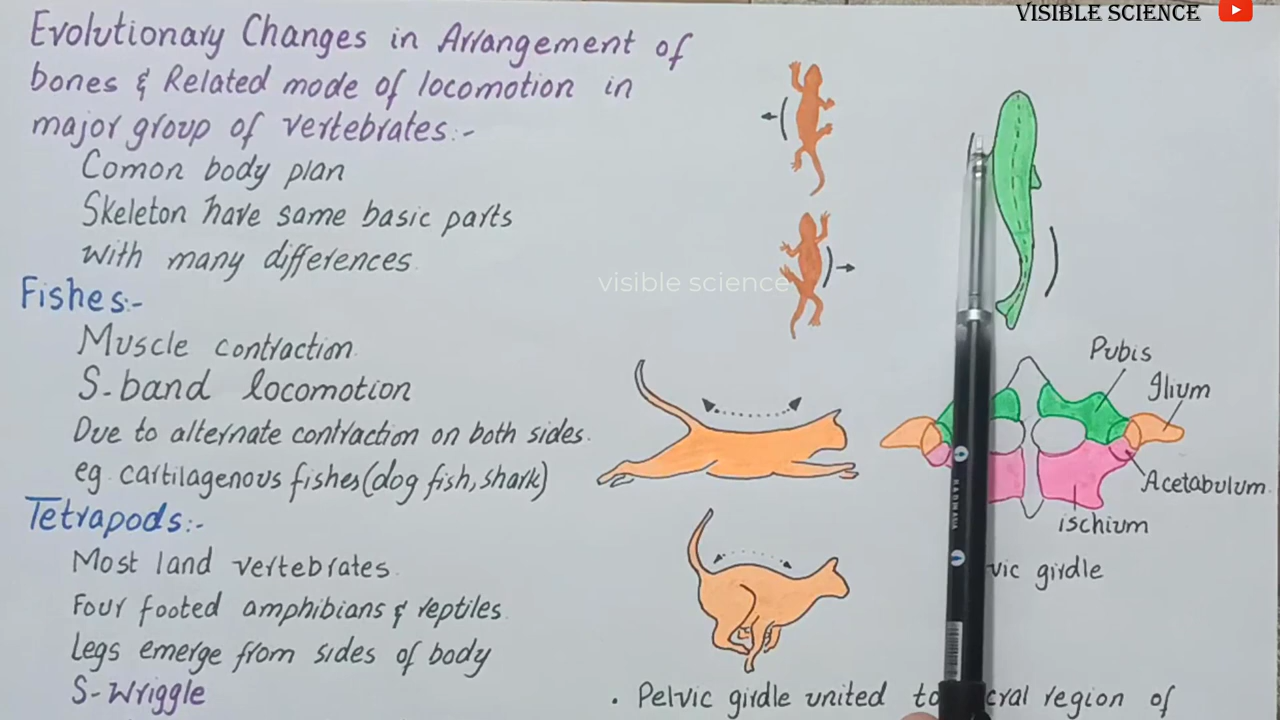 VISIBLE SCIENCE
Evolutionary Changes in Arrangement of
bones & Related mode of locomotion in
major group of vertebrates:-
Comon body plan
Skeleton have same basic parts
With many differences.
Fishes:-
Muscle contraction.
S-band locomotion
Due to alternate contraction on both sides.
eg. cartilagenous fishes(dog fish, shark)
Tetrapods:-
Most land vertebrates.
Four footed amphibians & reptiles.
Legs emerge from sides of body
S-Wriggle
visible science
Pubis
Ilium
Acetabulum.
ischium
vic girdle
. Pelvic girdle united to cral region of